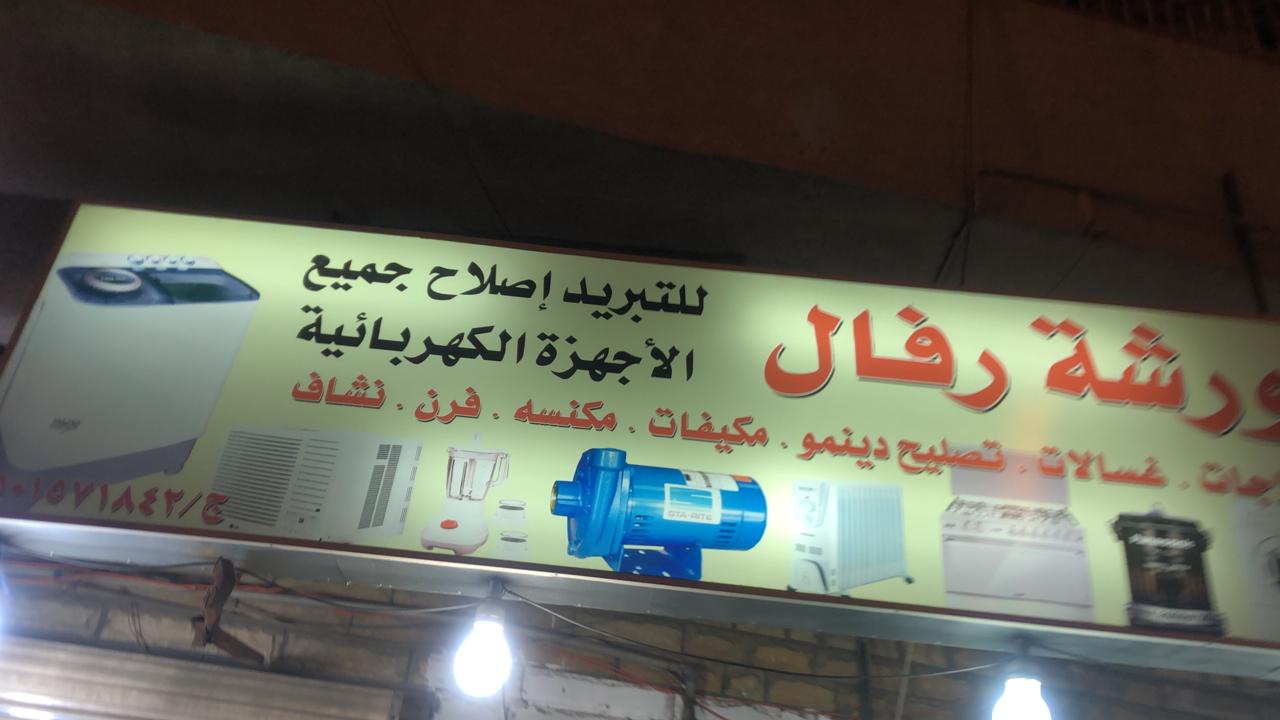 ورشة رفال
للتبريد إصلاح جميع
الأجهزة الكهربائية
غسالات . تصليح دينمو . مكيفات . مكنسه . فرن . نشاف
STA-RITE